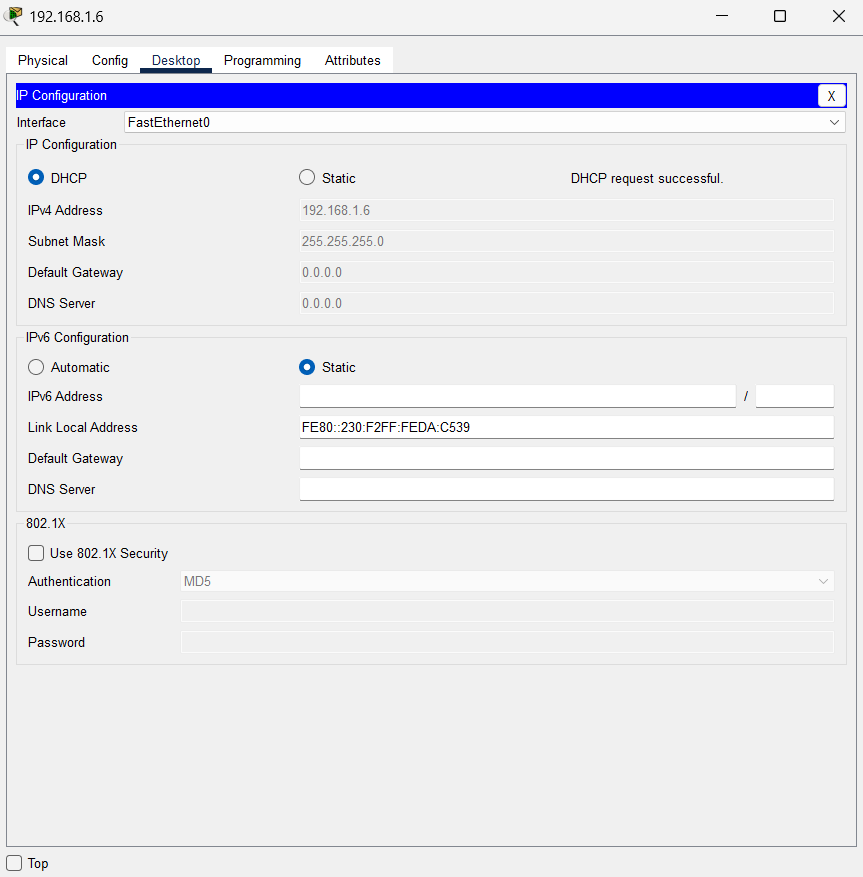 192.168.1.6
Physical Config Desktop Programming Attributes
IP Configuration X
Interface FastEthernet0
IP Configuration
DHCP Static DHCP request successful.
IPv4 Address 192.168.1.6
Subnet Mask 255.255.255.0
Default Gateway 0.0.0.0
DNS Server 0.0.0.0
IPv6 Configuration
Automatic Static
IPv6 Address /
Link Local Address FE80::230:F2FF:FEDA:C539
Default Gateway
DNS Server
802.1X
Use 802.1X Security
Authentication MD5
Username
Password
Top